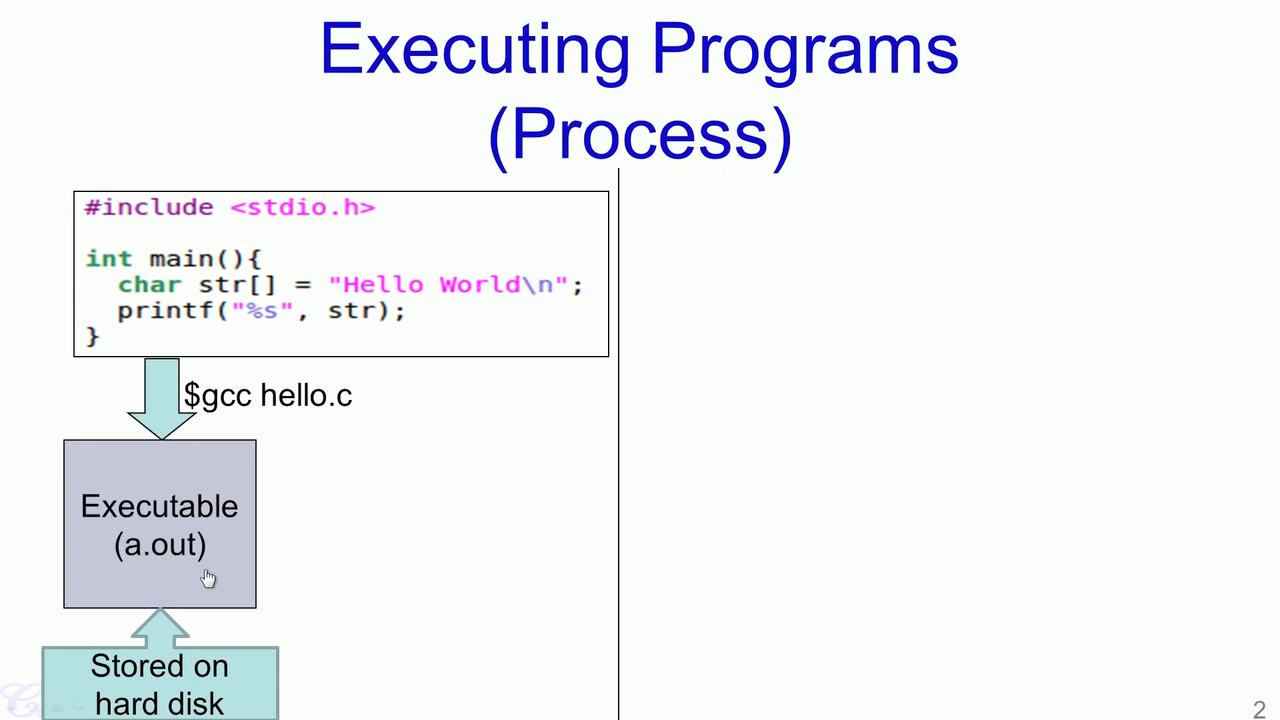 Executing Programs
(Process)
#include <stdio.h>
int main(){
  char str[] = "Hello World\n";
  printf("%s", str);
}
$gcc hello.c
Executable
(a.out)
Stored on
hard disk
2